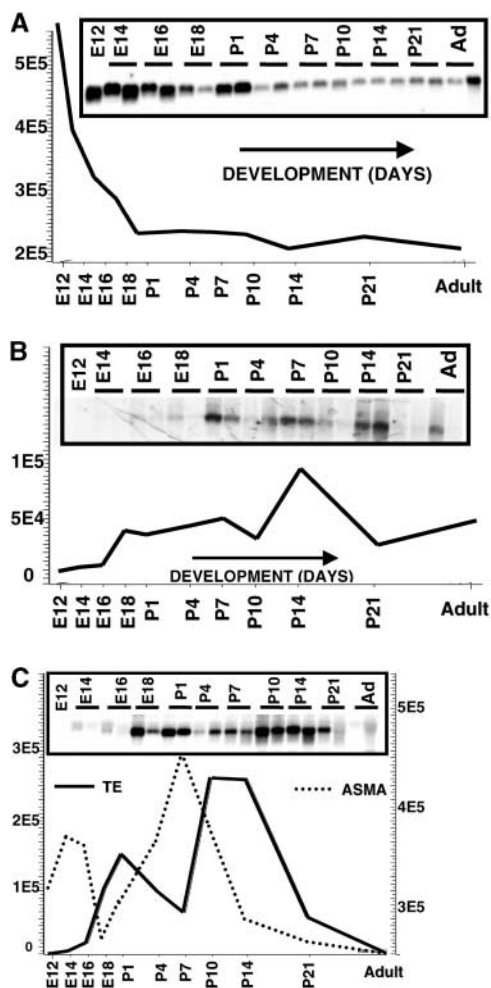 A
E12 E14 E16 E18 P1 P4 P7 P10 P14 P21 Ad
5E5
4E5
3E5
2E5
DEVELOPMENT (DAYS)
E12 E14 E16 E18 P1 P4 P7 P10 P14 P21 Adult
B
E12 E14 E16 E18 P1 P4 P7 P10 P14 P21 Ad
1E5
5E4
0
DEVELOPMENT (DAYS)
E12 E14 E16 E18 P1 P4 P7 P10 P14 P21 Adult
C
E12 E14 E16 E18 P1 P4 P7 P10 P14 P21 Ad
3E5
2E5
1E5
0
TE
ASMA
5E5
4E5
3E5
E12 E14 E16 E18 P1 P4 P7 P10 P14 P21 Adult